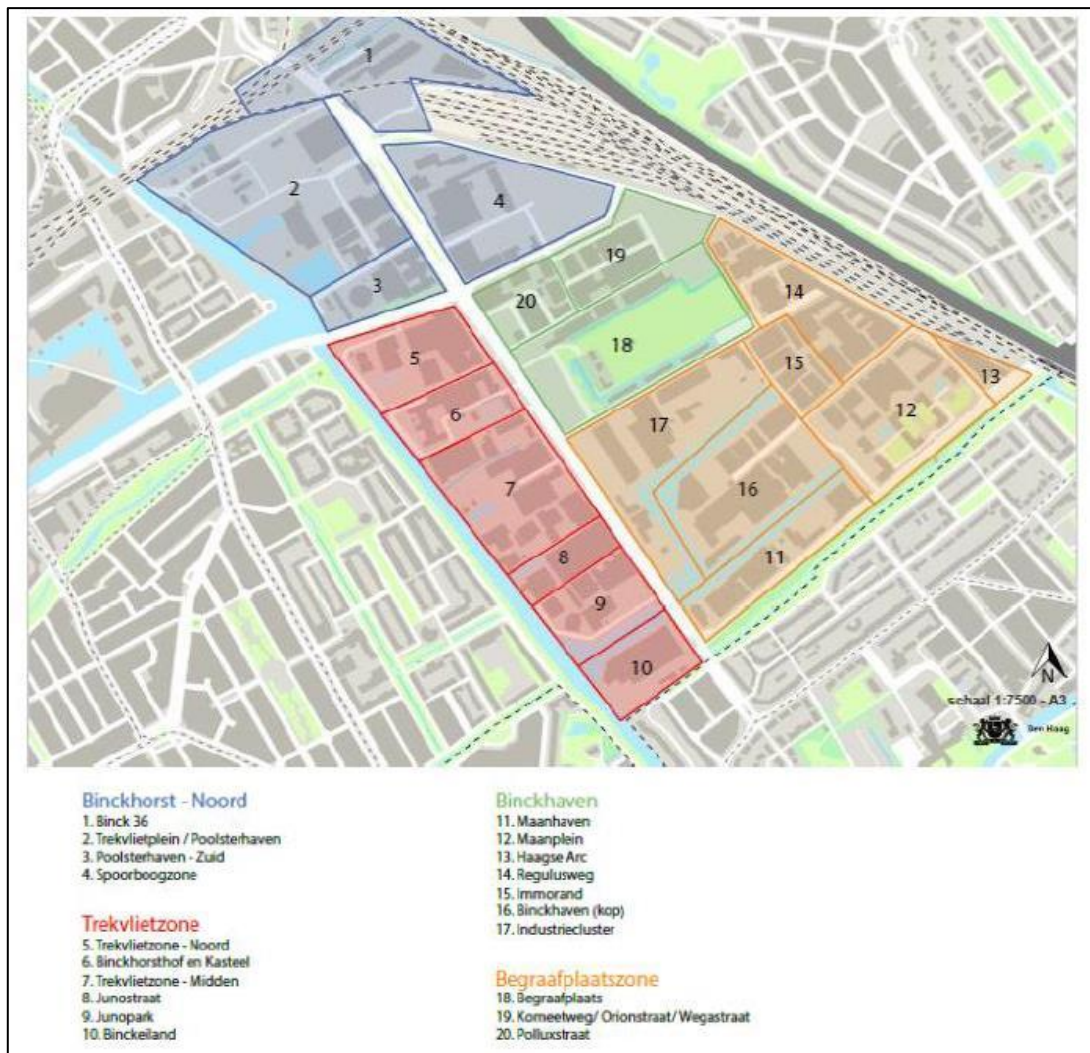 1
2
4
3
19
20
14
18
5
15
13
6
12
17
7
16
8
11
9
10
N
schaal 1:7500 - A3
Den Haag
Binckhorst - Noord
1. Binck 36
2. Trekvlietplein / Poolsterhaven
3. Poolsterhaven - Zuid
4. Spoorboogzone
Trekvlietzone
5. Trekvlietzone - Noord
6. Binckhorsthof en Kasteel
7. Trekvlietzone - Midden
8. Junostraat
9. Junopark
10. Binckeiland
Binckhaven
11. Maanhaven
12. Maanplein
13. Haagse Arc
14. Regulusweg
15. Immorand
16. Binckhaven (kop)
17. Industriecluster
Begraafplaatszone
18. Begraafplaats
19. Komeetweg/ Orionstraat/ Wegastraat
20. Polluxstraat